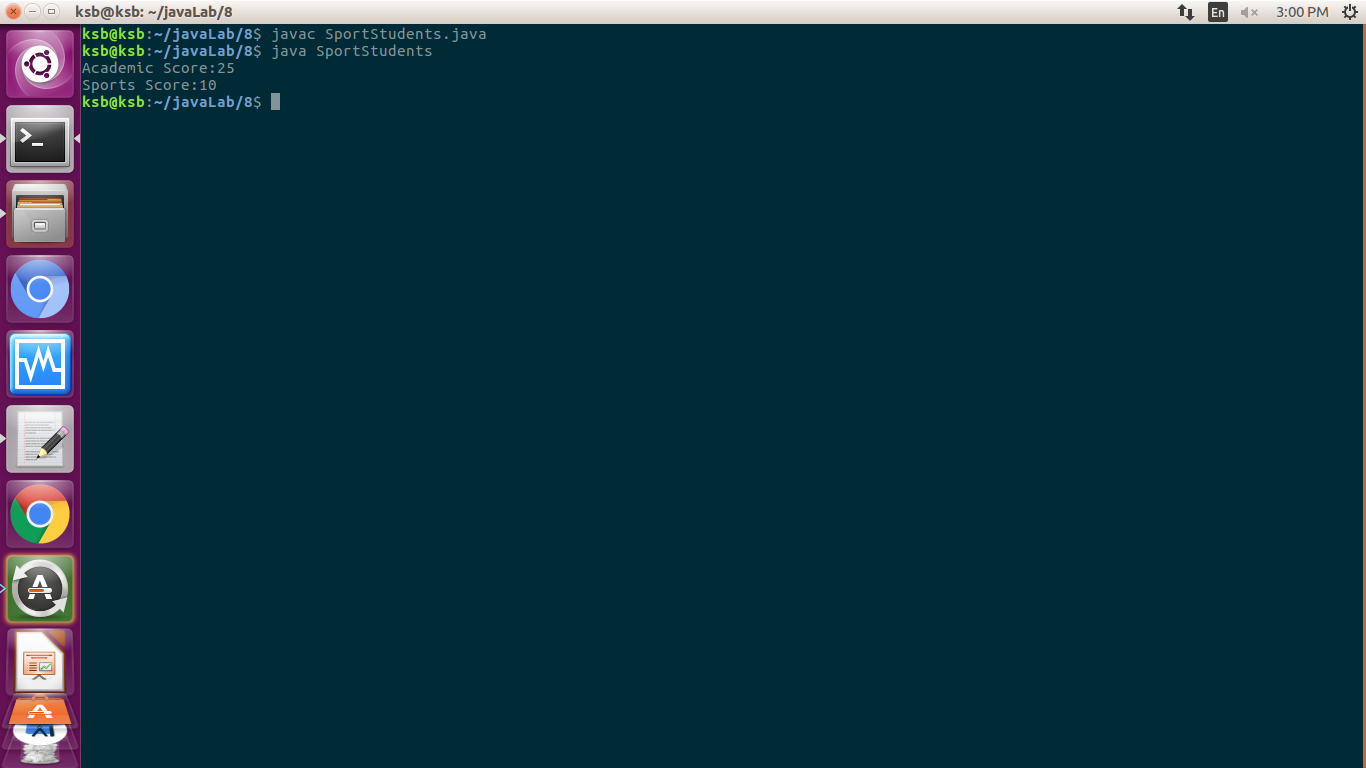 ksb@ksb: ~/javaLab/8
En
3:00 PM
ksb@ksb:~/javaLab/8$ javac SportStudents.java
ksb@ksb:~/javaLab/8$ java SportStudents
Academic Score:25
Sports Score:10
ksb@ksb:~/javaLab/8$